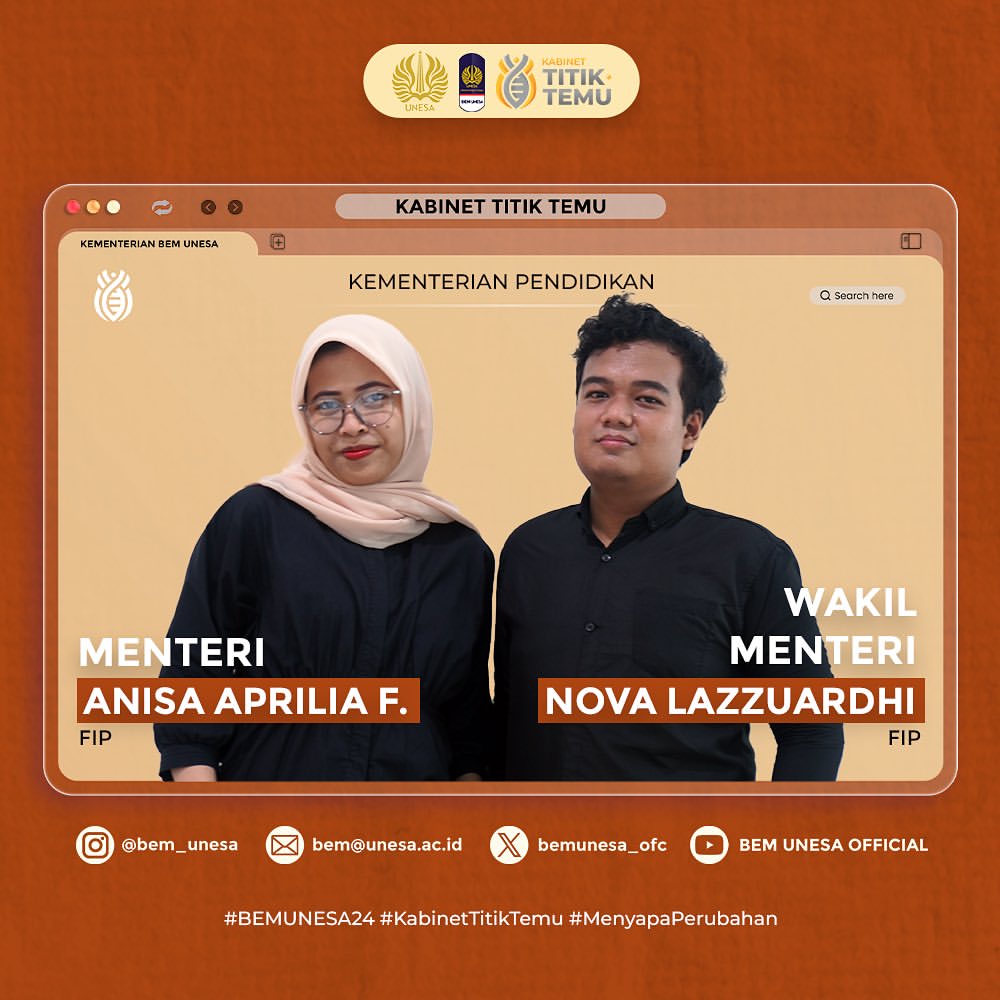 UNESA
UNESA
BEM UNESA
KABINET
TITIK
TEMU
KABINET TITIK TEMU
KEMENTERIAN BEM UNESA
KEMENTERIAN PENDIDIKAN
Search here
MENTERI
ANISA APRILIA F.
FIP
WAKIL
MENTERI
NOVA LAZZUARDHI
FIP
@bem_unesa
bem@unesa.ac.id
bemunesa_ofc
BEM UNESA OFFICIAL
#BEMUNESA24 #KabinetTitikTemu #MenyapaPerubahan